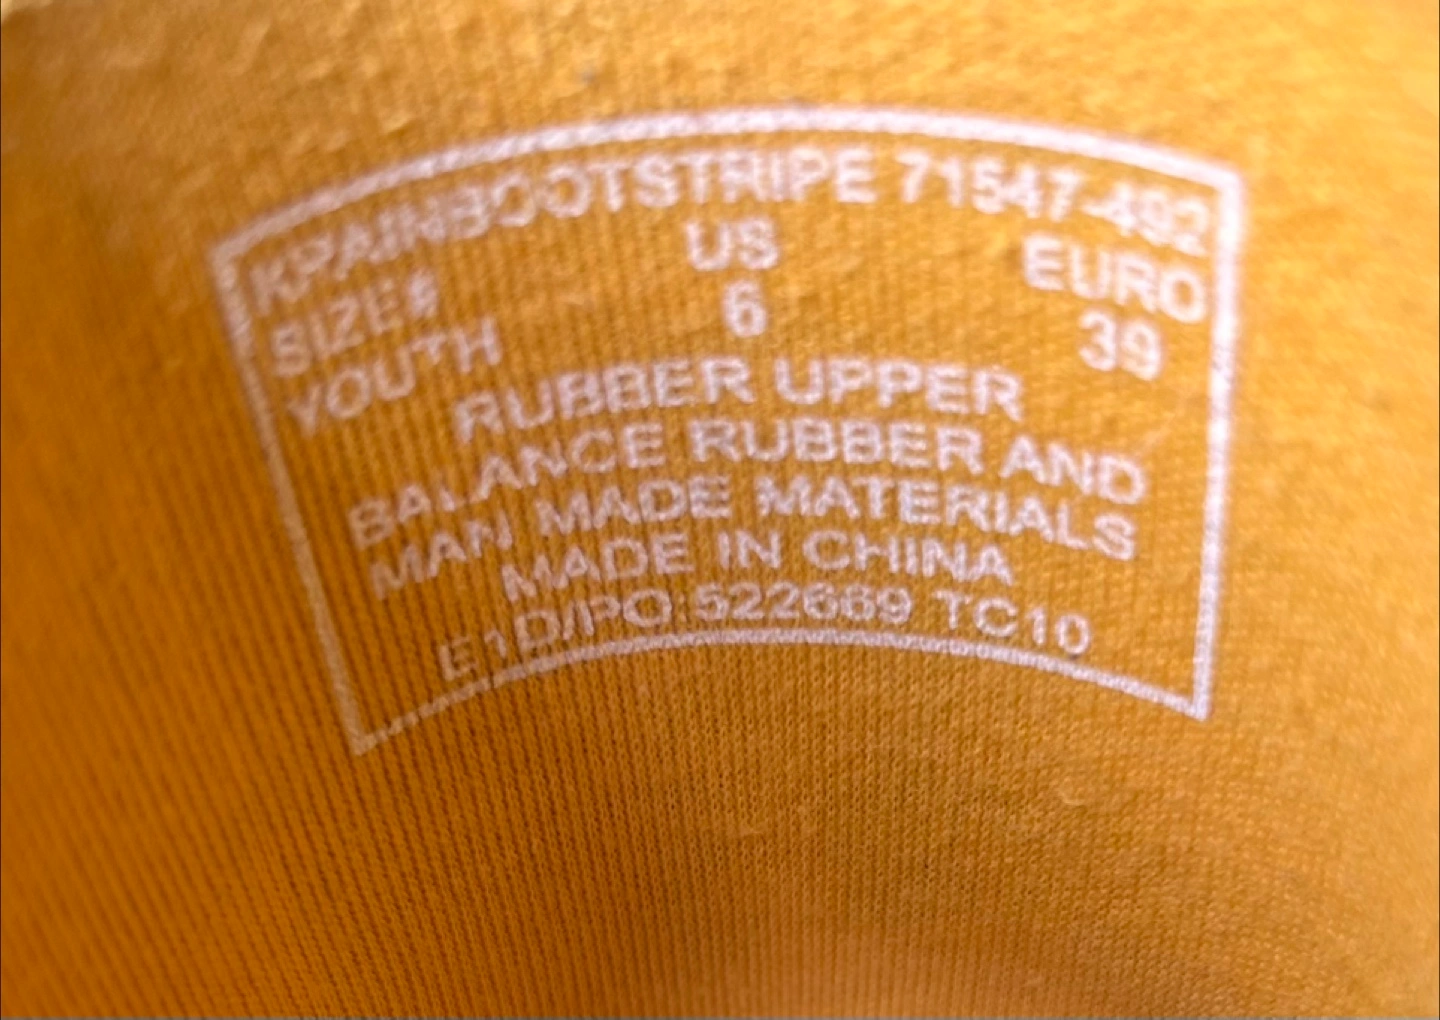 KRAINBOOTSTRIPE 71547-492
SIZE# US EURO
YOUTH 6 39
RUBBER UPPER
BALANCE RUBBER AND
MAN MADE MATERIALS
MADE IN CHINA
E1D/PO:522669 TC10